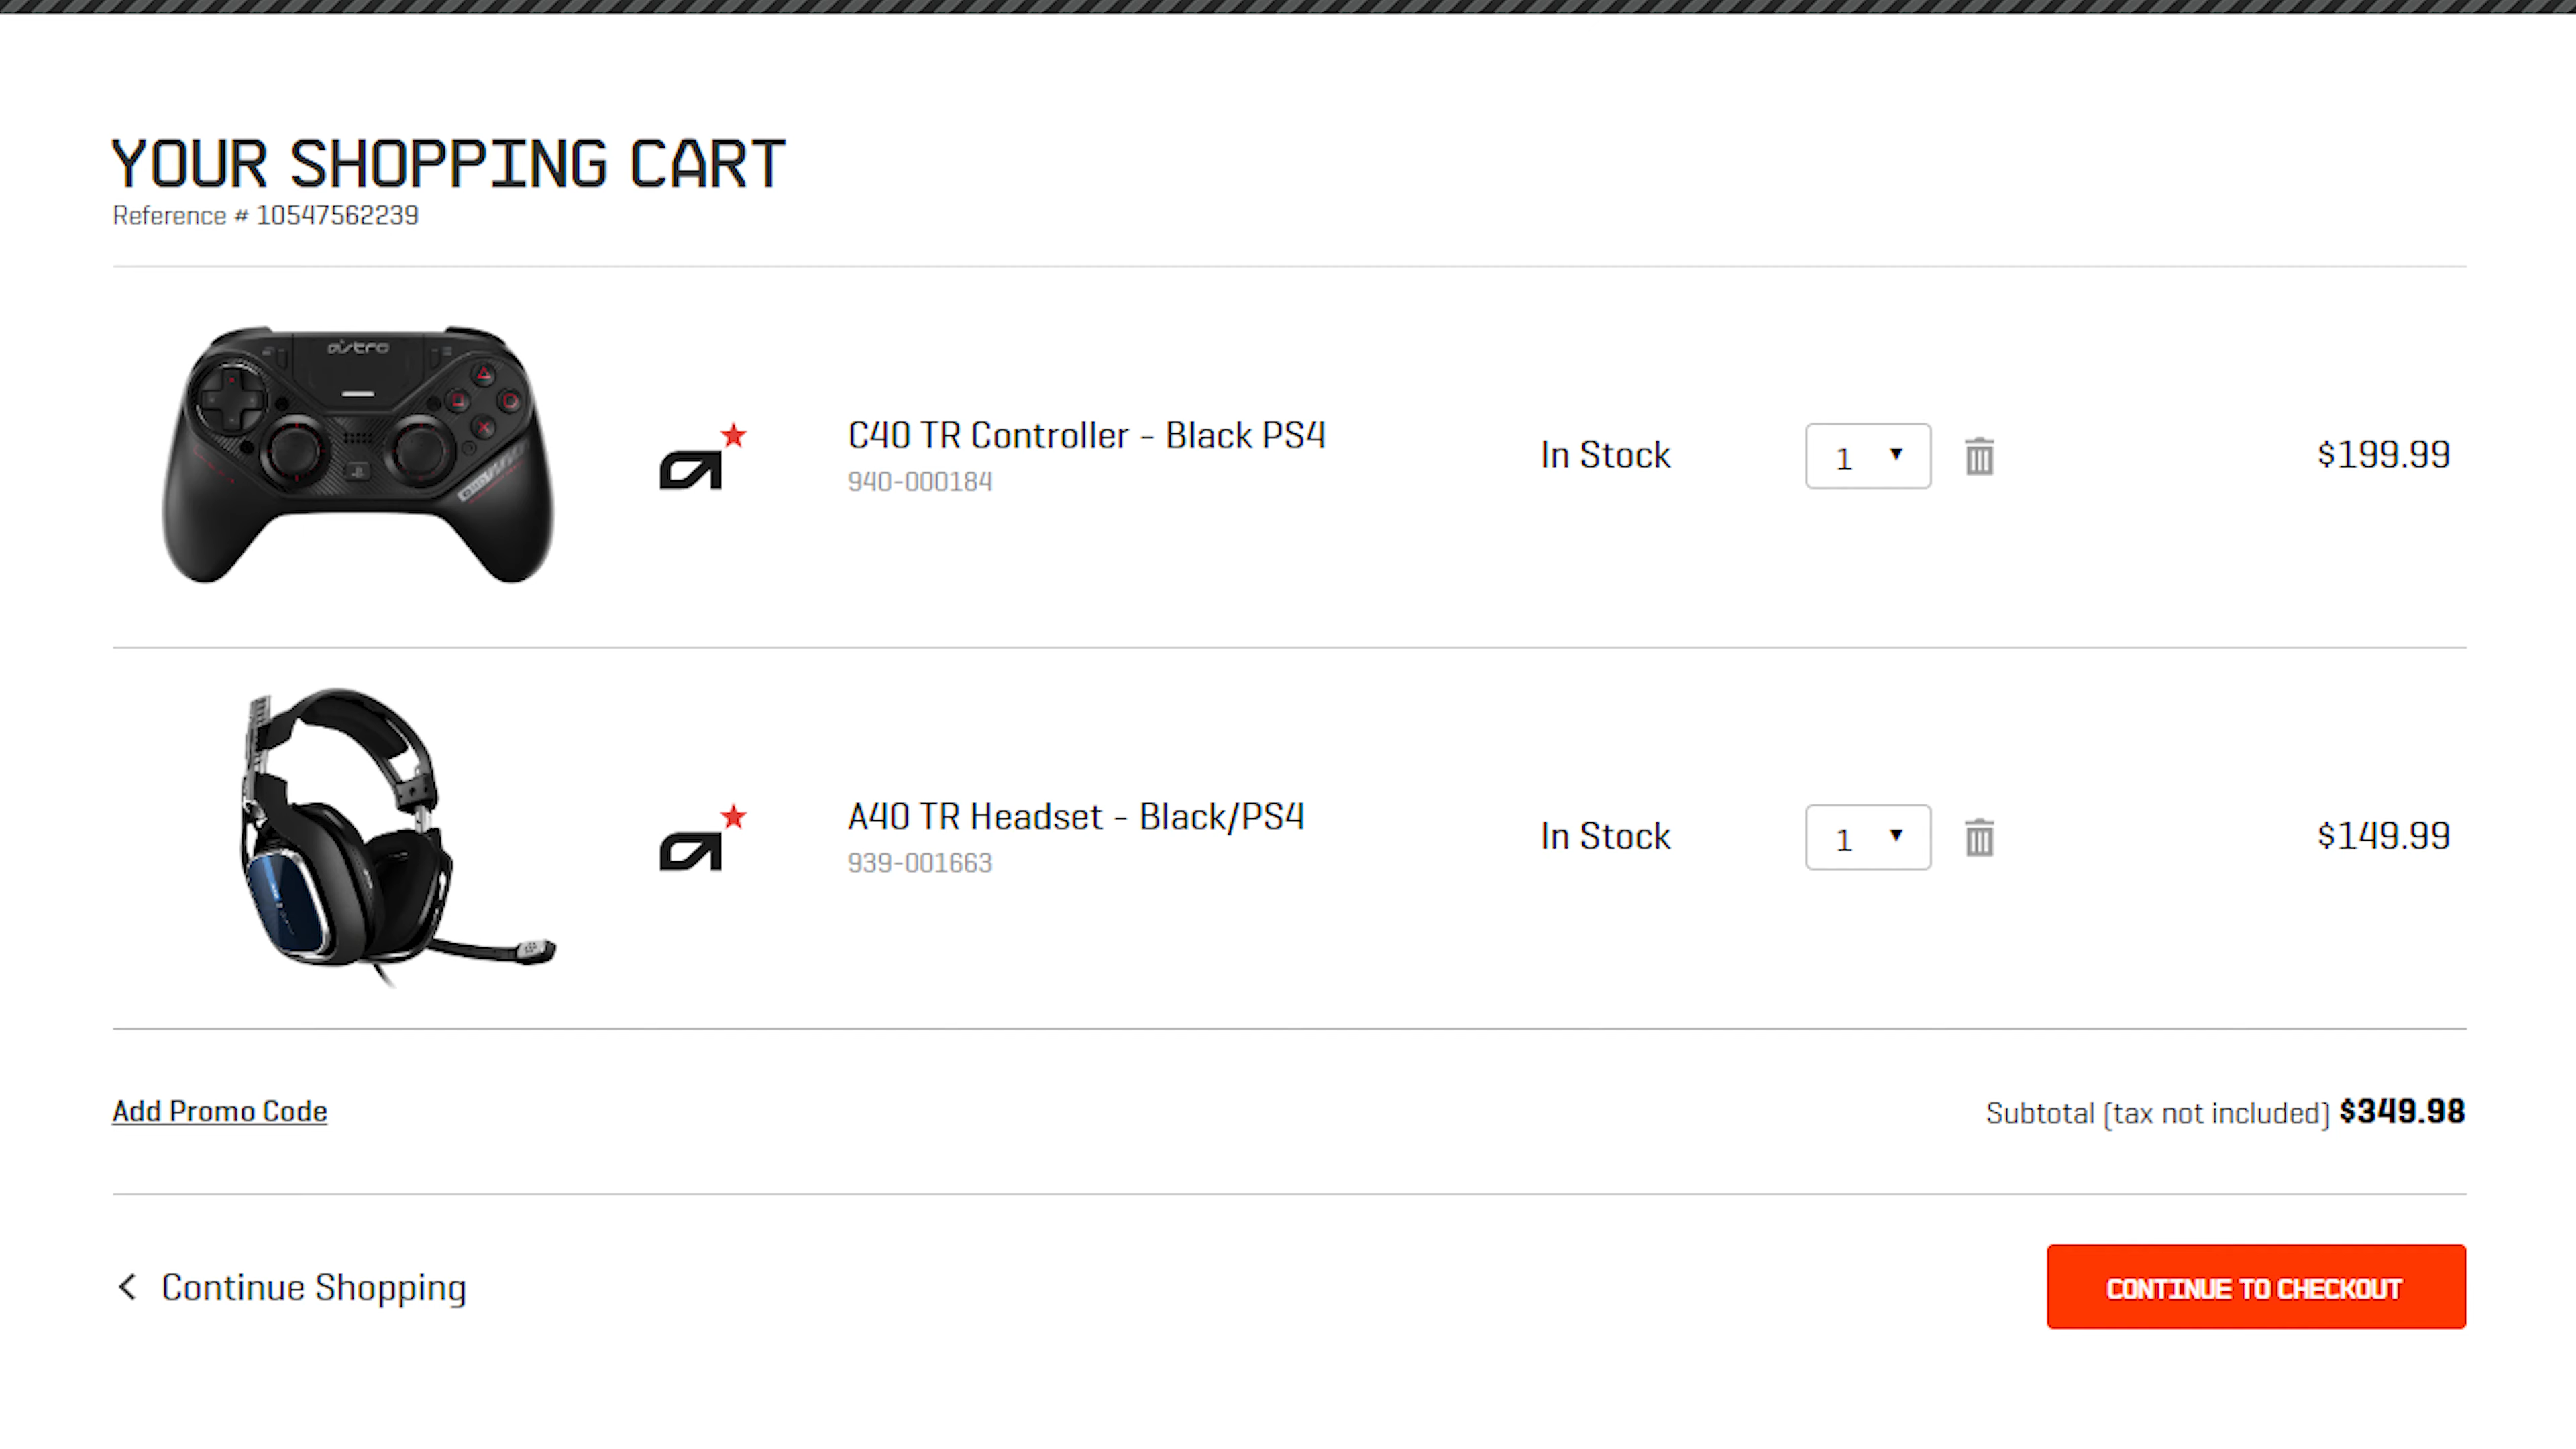 YOUR SHOPPING CART
Reference # 10547562239
astro
C40 TR Controller - Black PS4
940-000184
In Stock
1
$199.99
A40 TR Headset - Black/PS4
939-001663
In Stock
1
$149.99
Add Promo Code
Subtotal (tax not included) $349.98
Continue Shopping
CONTINUE TO CHECKOUT